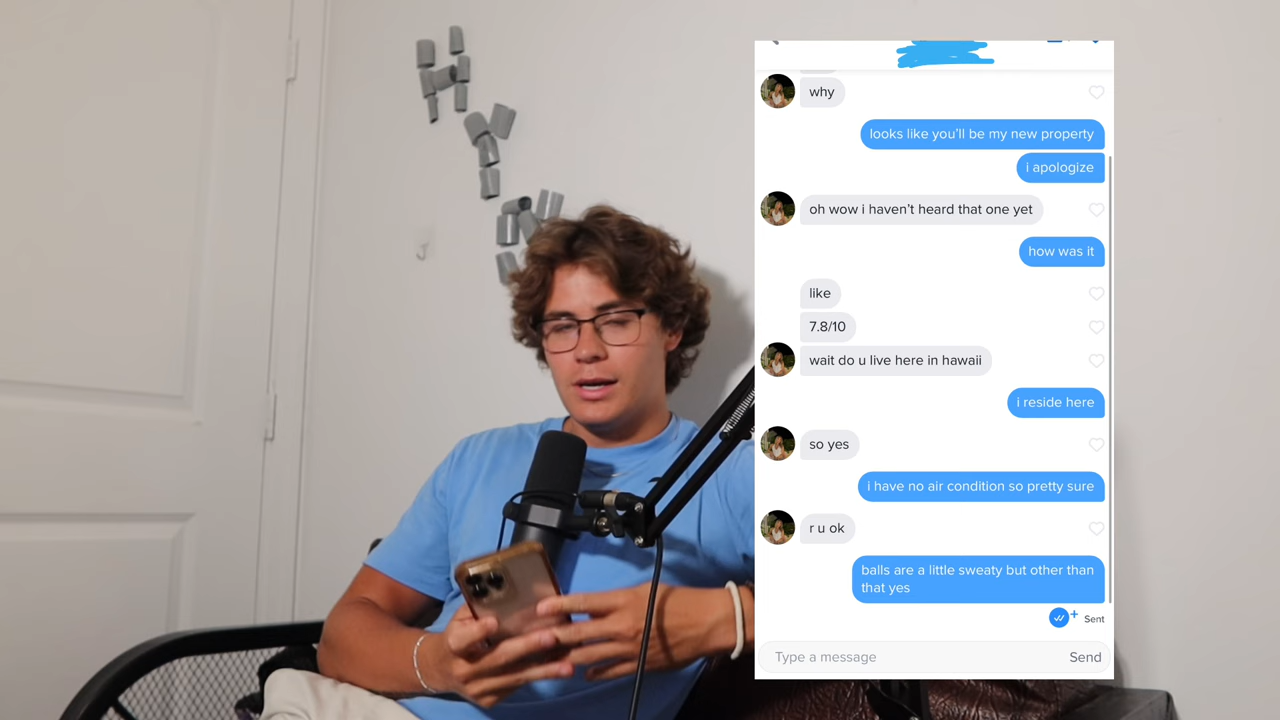 why
looks like you'll be my new property
i apologize
oh wow i haven't heard that one yet
how was it
like
7.8/10
wait do u live here in hawaii
i reside here
so yes
i have no air condition so pretty sure
r u ok
balls are a little sweaty but other than
that yes
Sent
Type a message
Send